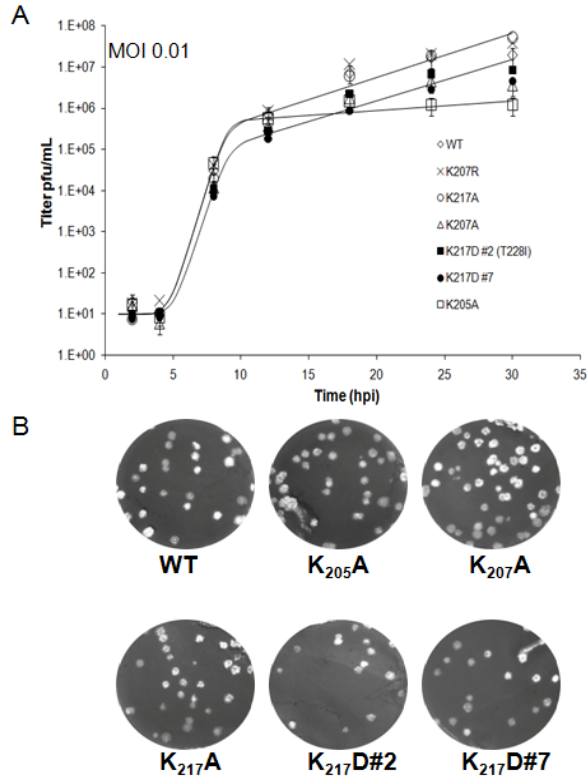 A
MOI 0.01
Titer pfu/mL
1.E+08
1.E+07
1.E+06
1.E+05
1.E+04
1.E+03
1.E+02
1.E+01
1.E+00
WT
K207R
K217A
K207A
K217D #2 (T228I)
K217D #7
K205A
0 5 10 15 20 25 30 35
Time (hpi)
B
WT K₂₀₅A K₂₀₇A
K₂₁₇A K₂₁₇D#2 K₂₁₇D#7